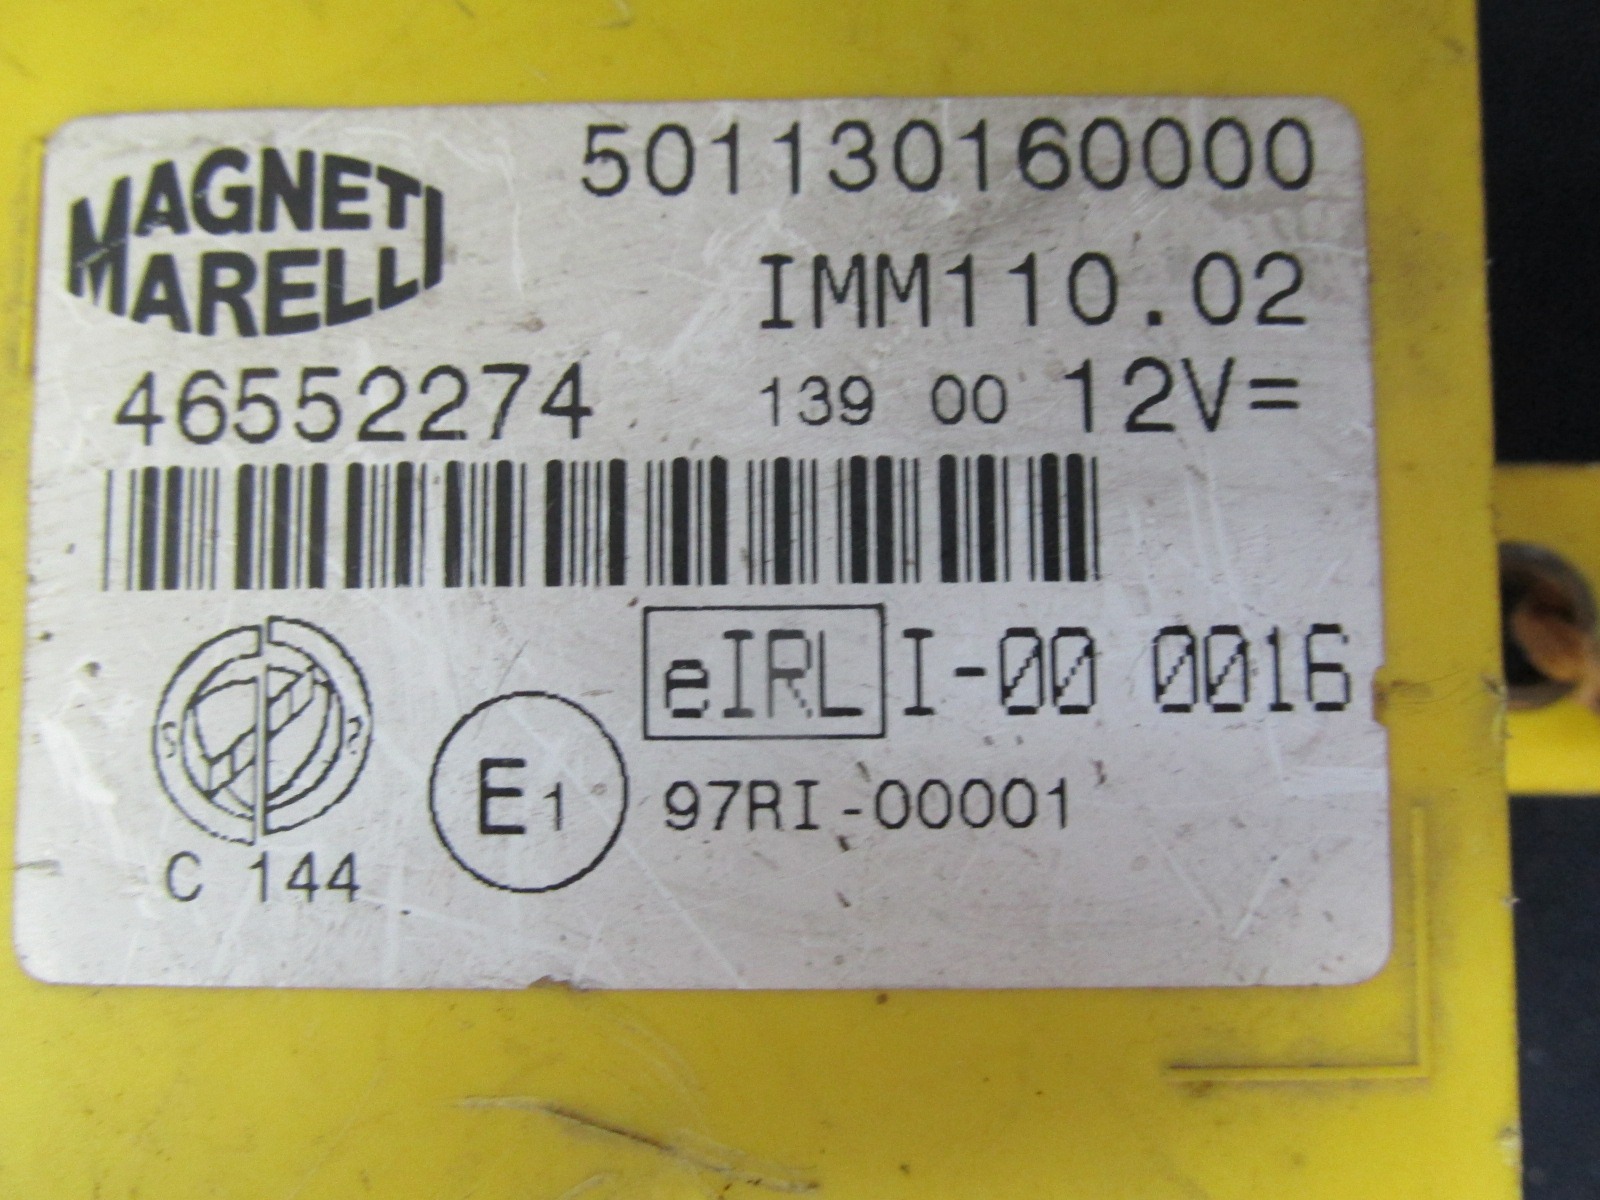 MAGNETI
MARELLI
501130160000
IMM110.02
46552274 139 00 12V=
eIRL I-00 0016
E1 97RI-00001
C 144